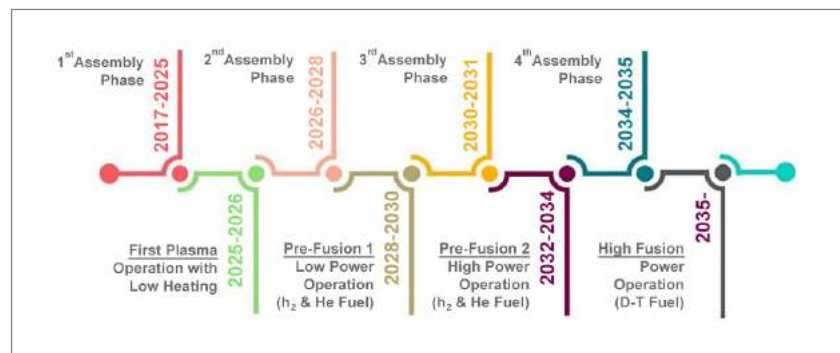 1st Assembly
Phase
2017-2025
2nd Assembly
Phase
2026-2028
3rd Assembly
Phase
2030-2031
4th Assembly
Phase
2034-2035
First Plasma
Operation with
Low Heating
2025-2026
Pre-Fusion 1
Low Power
Operation
(h₂ & He Fuel)
2028-2030
Pre-Fusion 2
High Power
Operation
(h₂ & He Fuel)
2032-2034
High Fusion
Power
Operation
(D-T Fuel)
2035-